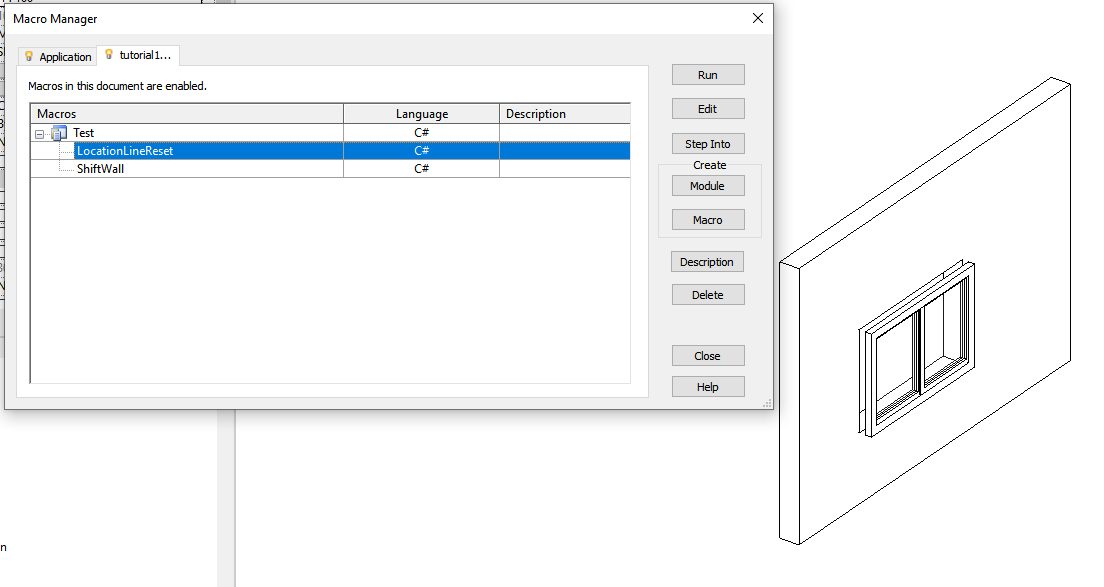 Macro Manager
Application
tutorial1...
Macros in this document are enabled.
Macros Language Description
Test C#
LocationLineReset C#
ShiftWall C#
Run
Edit
Step Into
Create
Module
Macro
Description
Delete
Close
Help
n